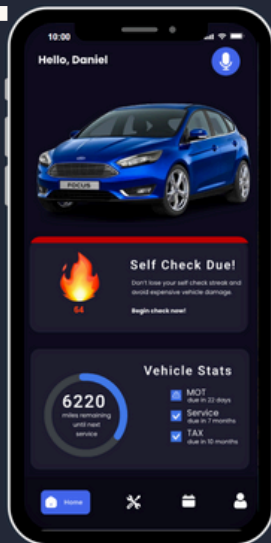 10:00
Hello, Daniel
FOCUS
Self Check Due!
Don't lose your self check streak and
avoid expensive vehicle damage.
64
Begin check now!
Vehicle Stats
6220
miles remaining
until next
service
MOT
due in 22 days
Service
due in 7 months
TAX
due in 10 months
Home